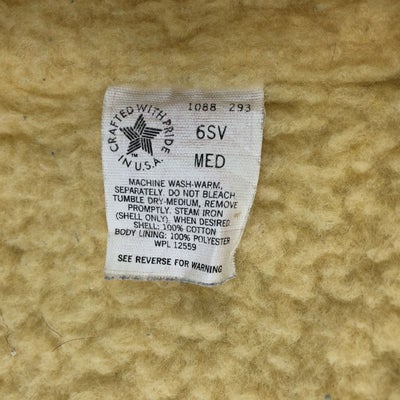 1088 293
CRAFTED WITH PRIDE
IN U.S.A.
TM
6SV
MED
MACHINE WASH-WARM,
SEPARATELY. DO NOT BLEACH.
TUMBLE DRY-MEDIUM, REMOVE
PROMPTLY. STEAM IRON
(SHELL ONLY) WHEN DESIRED.
SHELL: 100% COTTON
BODY LINING: 100% POLYESTER
WPL 12559
SEE REVERSE FOR WARNING